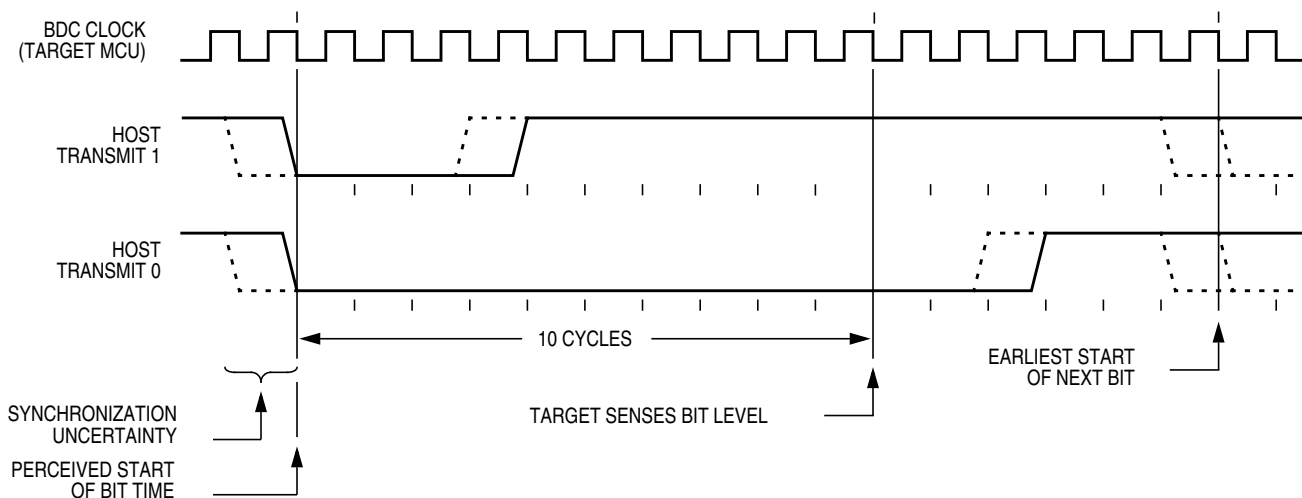 BDC CLOCK
(TARGET MCU)
HOST
TRANSMIT 1
HOST
TRANSMIT 0
10 CYCLES
EARLIEST START
OF NEXT BIT
TARGET SENSES BIT LEVEL
SYNCHRONIZATION
UNCERTAINTY
PERCEIVED START
OF BIT TIME